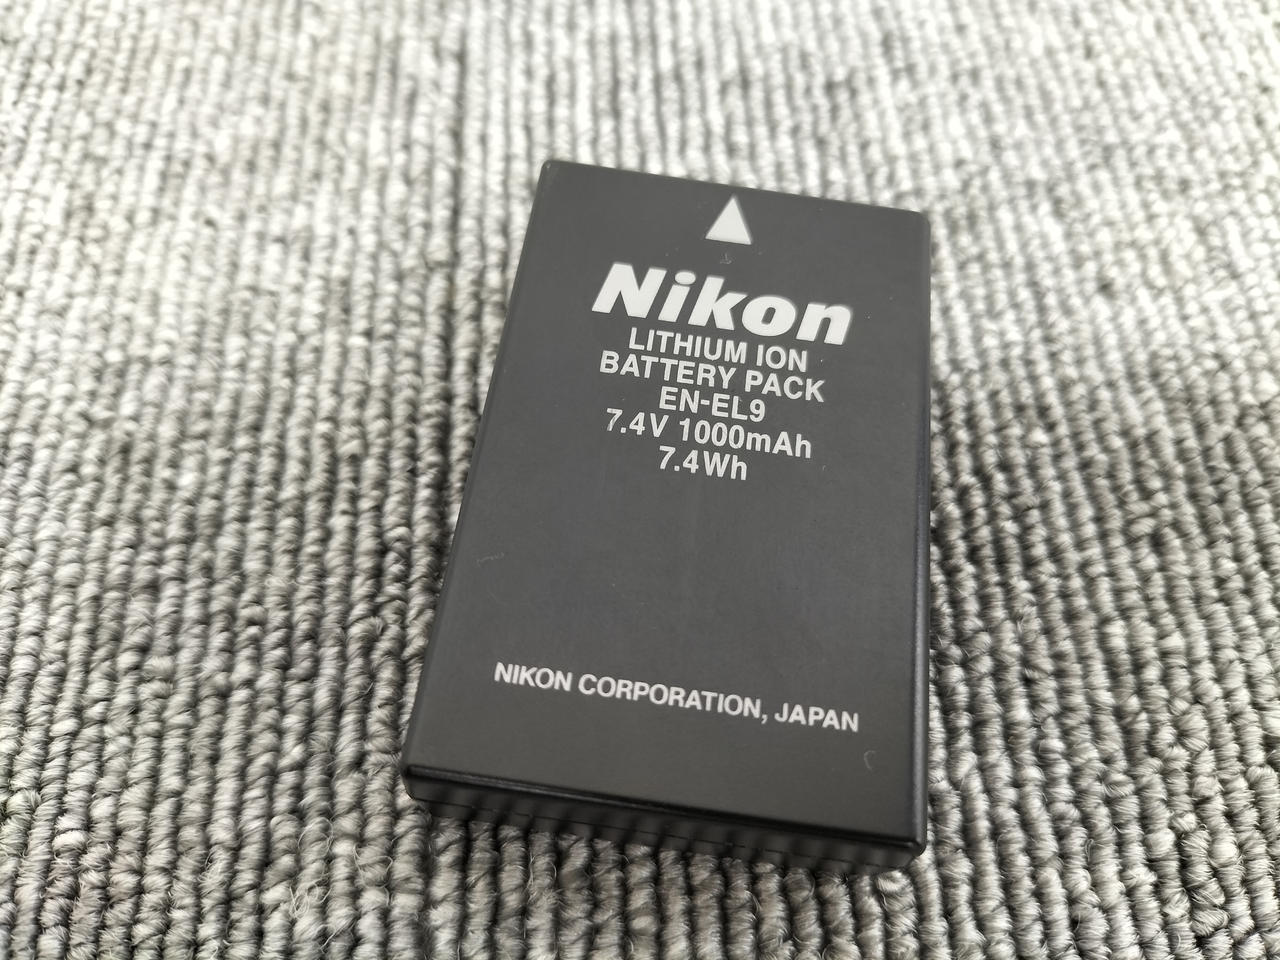 Nikon
LITHIUM ION
BATTERY PACK
EN-EL9
7.4V 1000mAh
7.4Wh
NIKON CORPORATION, JAPAN